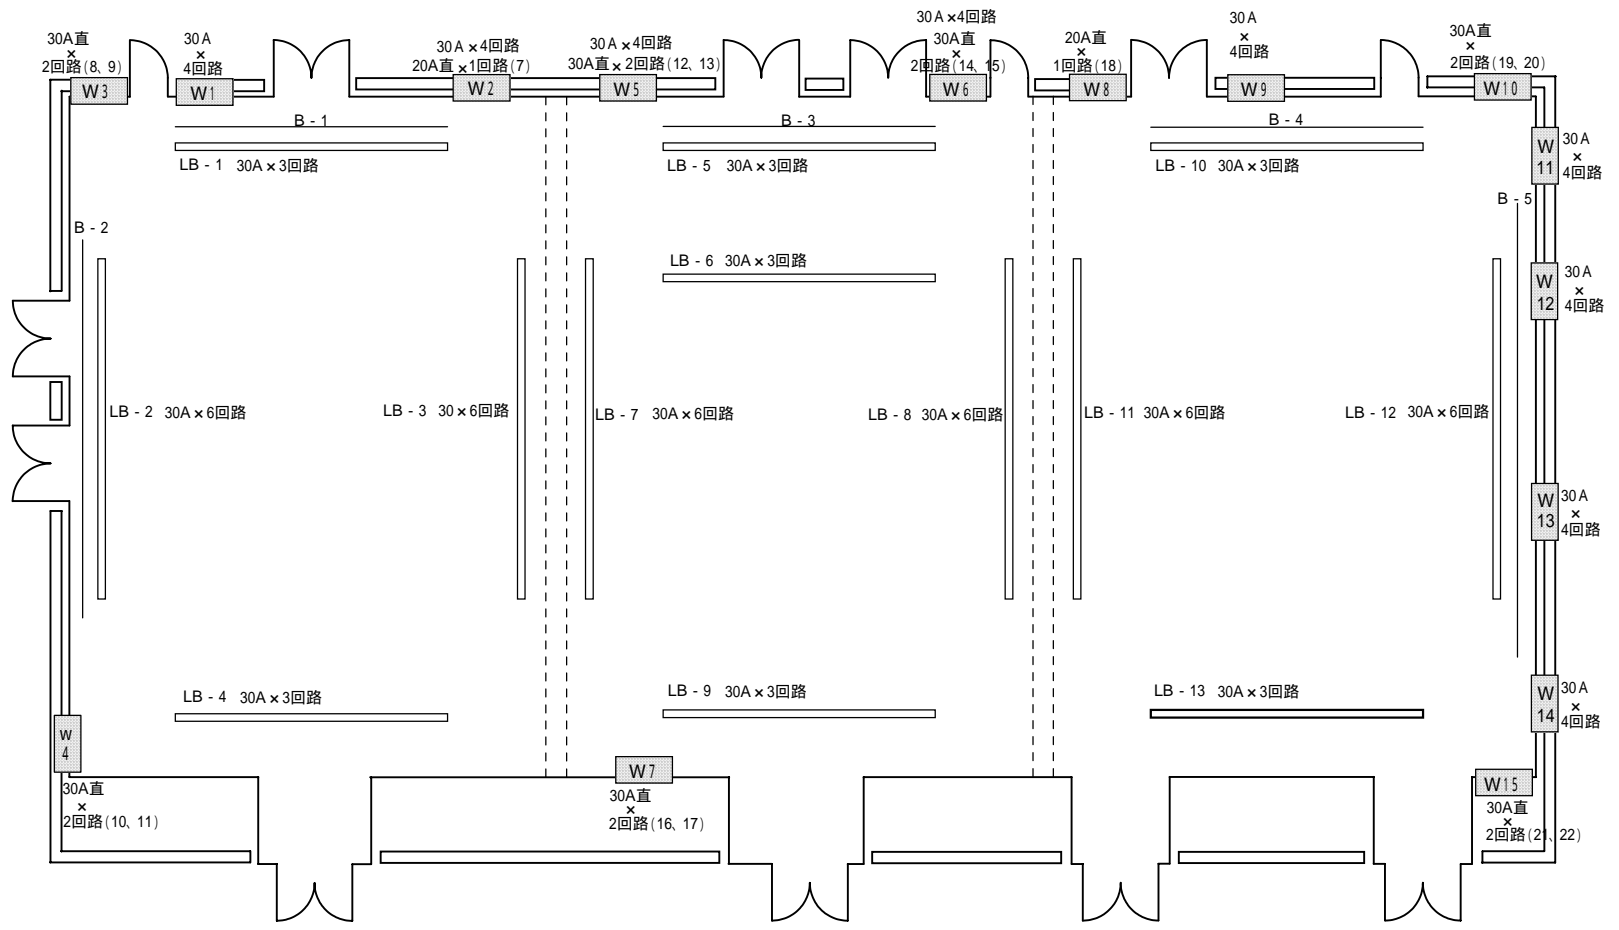 30A直
×
2回路(8、9)
W3
30A
×
4回路
W1
30A×4回路
20A直×1回路(7)
W2
30A×4回路
30A直×2回路(12、13)
W5
30A×4回路
30A直
×
2回路(14、15)
W6
20A直
×
1回路(18)
W8
30A
×
4回路
W9
30A直
×
2回路(19、20)
W10
B - 1
LB - 1 30A×3回路
B - 3
LB - 5 30A×3回路
B - 4
LB - 10 30A×3回路
W
11
30A
×
4回路
B - 2
B - 5
LB - 6 30A×3回路
W
12
30A
×
4回路
LB - 2 30A×6回路
LB - 3 30×6回路
LB - 7 30A×6回路
LB - 8 30A×6回路
LB - 11 30A×6回路
LB - 12 30A×6回路
W
13
30A
×
4回路
LB - 4 30A×3回路
LB - 9 30A×3回路
LB - 13 30A×3回路
W
14
30A
×
4回路
w
4
30A直
×
2回路(10、11)
W7
30A直
×
2回路(16、17)
W15
30A直
×
2回路(21、22)